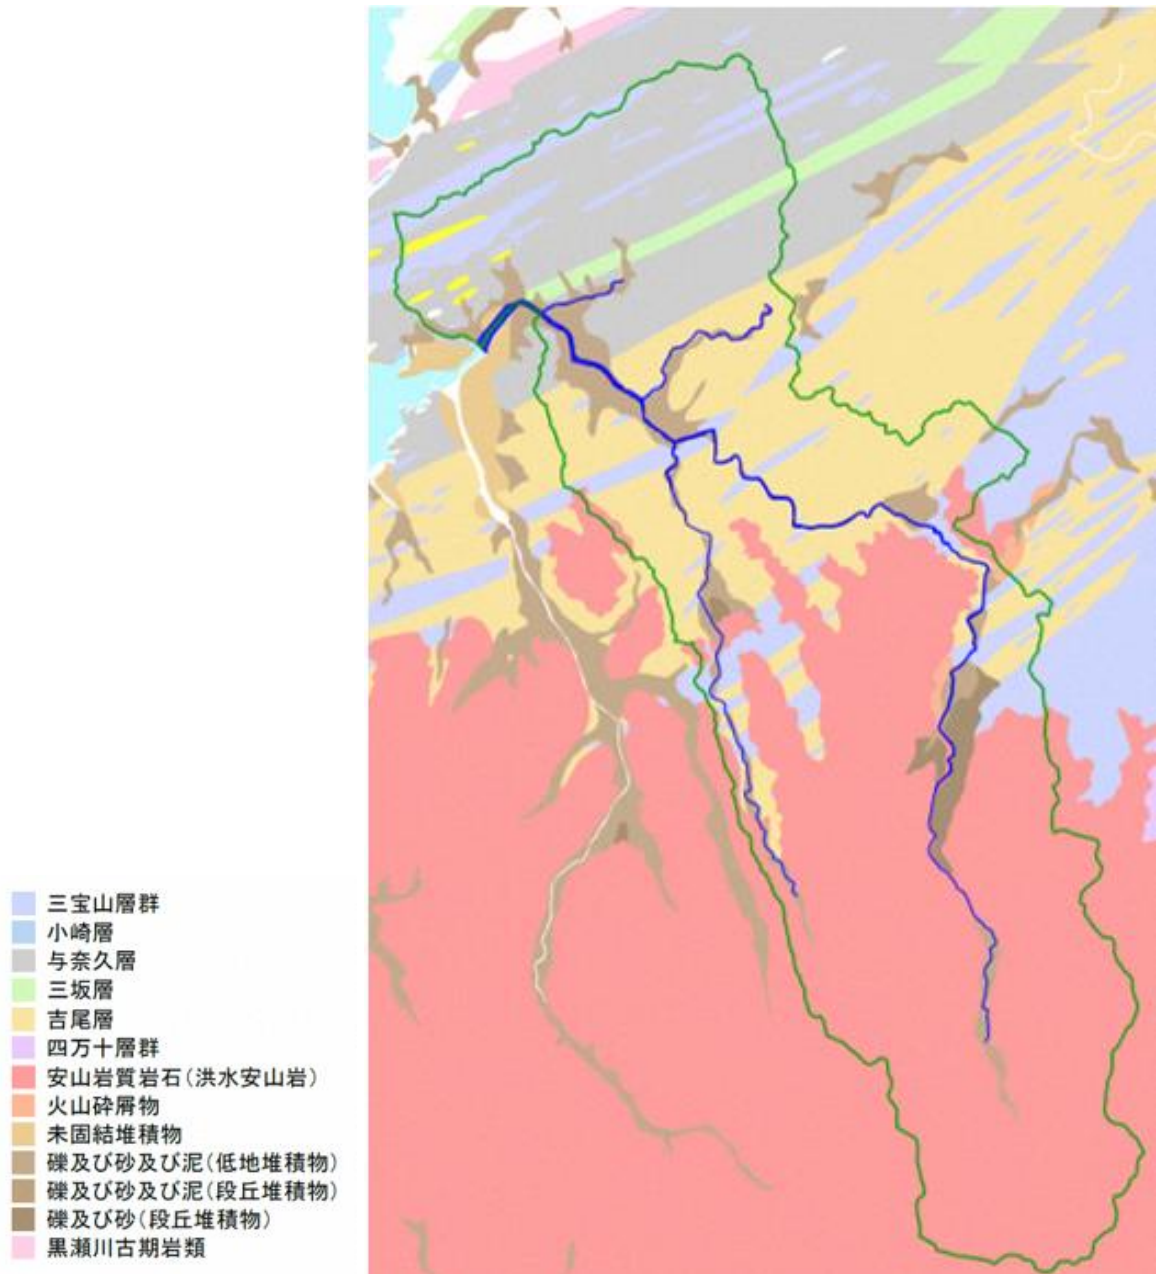 三宝山層群
小崎層
与奈久層
三坂層
吉尾層
四万十層群
安山岩質岩石(洪水安山岩)
火山砕屑物
未固結堆積物
礫及び砂及び泥(低地堆積物)
礫及び砂及び泥(段丘堆積物)
礫及び砂(段丘堆積物)
黒瀬川古期岩類